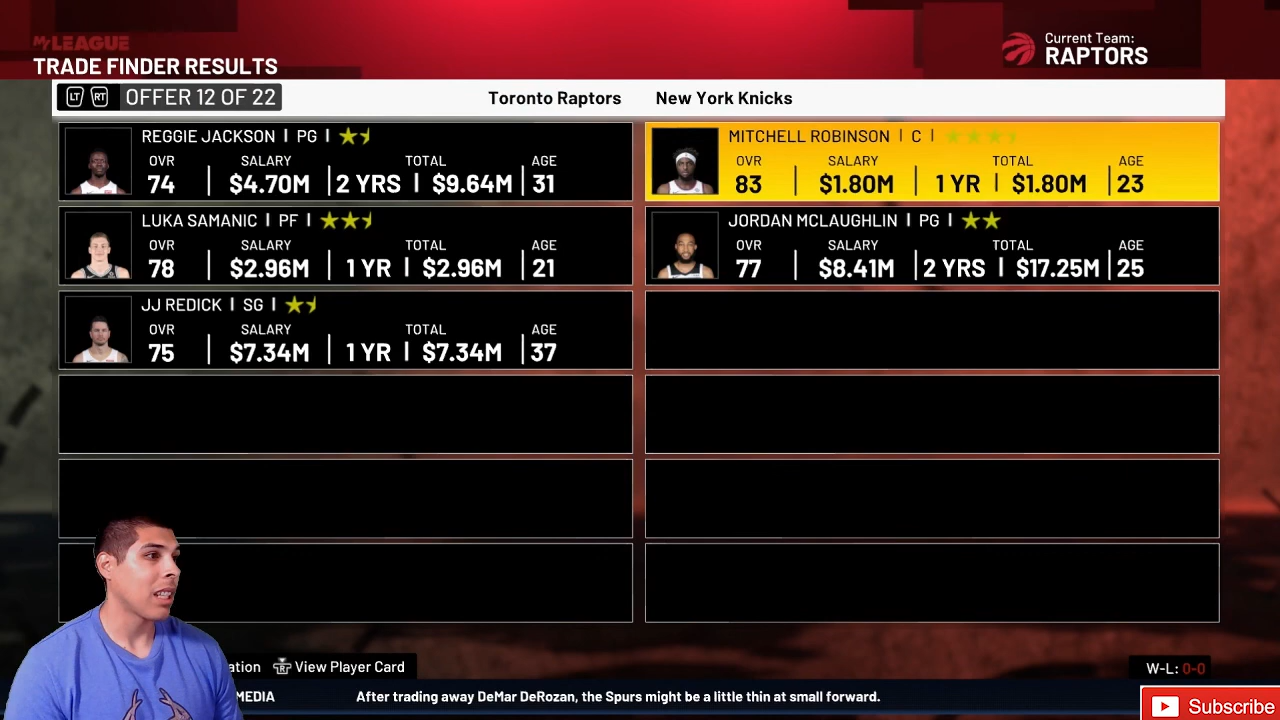 MyLEAGUE
TRADE FINDER RESULTS
Current Team:
RAPTORS
LT RT OFFER 12 OF 22
Toronto Raptors
New York Knicks
REGGIE JACKSON | PG |
OVR SALARY TOTAL AGE
74 | $4.70M | 2 YRS | $9.64M | 31
LUKA SAMANIC | PF |
OVR SALARY TOTAL AGE
78 | $2.96M | 1 YR | $2.96M | 21
JJ REDICK | SG |
OVR SALARY TOTAL AGE
75 | $7.34M | 1 YR | $7.34M | 37
MITCHELL ROBINSON | C |
OVR SALARY TOTAL AGE
83 | $1.80M | 1 YR | $1.80M | 23
JORDAN MCLAUGHLIN | PG |
OVR SALARY TOTAL AGE
77 | $8.41M | 2 YRS | $17.25M | 25
ation R View Player Card
W-L: 0-0
MEDIA After trading away DeMar DeRozan, the Spurs might be a little thin at small forward.
Subscribe